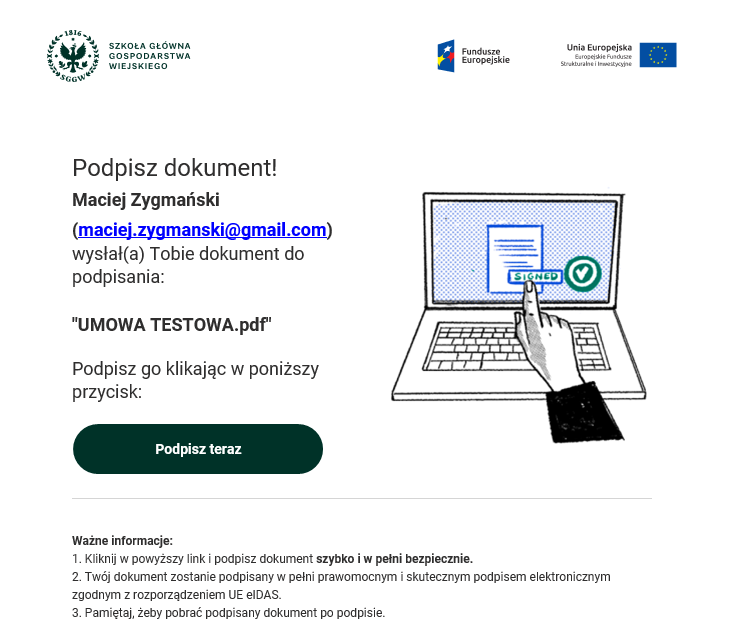 1816
SGGW
SZKOŁA GŁÓWNA
GOSPODARSTWA
WIEJSKIEGO
Fundusze
Europejskie
Unia Europejska
Europejskie Fundusze
Strukturalne i Inwestycyjne
Podpisz dokument!
Maciej Zygmański
(maciej.zygmanski@gmail.com)
wysłał(a) Tobie dokument do
podpisania:
"UMOWA TESTOWA.pdf"
Podpisz go klikając w poniższy
przycisk:
SIGNED
Podpisz teraz
Ważne informacje:
1. Kliknij w powyższy link i podpisz dokument szybko i w pełni bezpiecznie.
2. Twój dokument zostanie podpisany w pełni prawomocnym i skutecznym podpisem elektronicznym
zgodnym z rozporządzeniem UE eIDAS.
3. Pamiętaj, żeby pobrać podpisany dokument po podpisie.